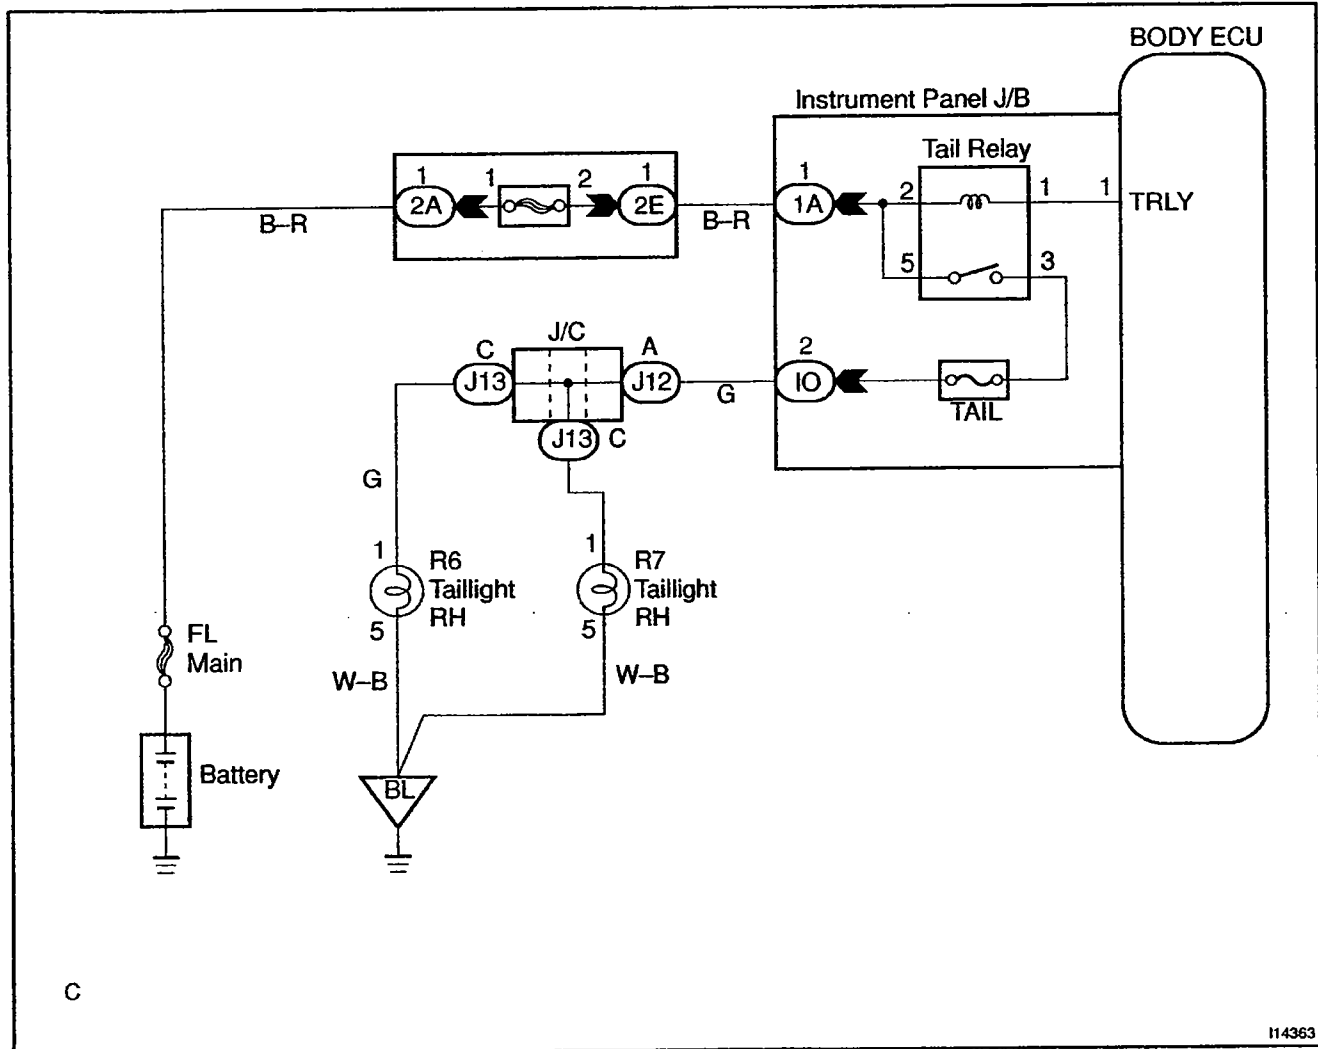 BODY ECU
Instrument Panel J/B
Tail Relay
1 1 2 1 1 2 1 1
2A 2E 1A TRLY
B–R B–R
5 3
J/C
C A 2
J13 J12 IO
G TAIL
J13 C
G
1 R6 1 R7
Taillight Taillight
RH RH
5 5
FL
Main
W–B W–B
Battery
BL
C
I14363